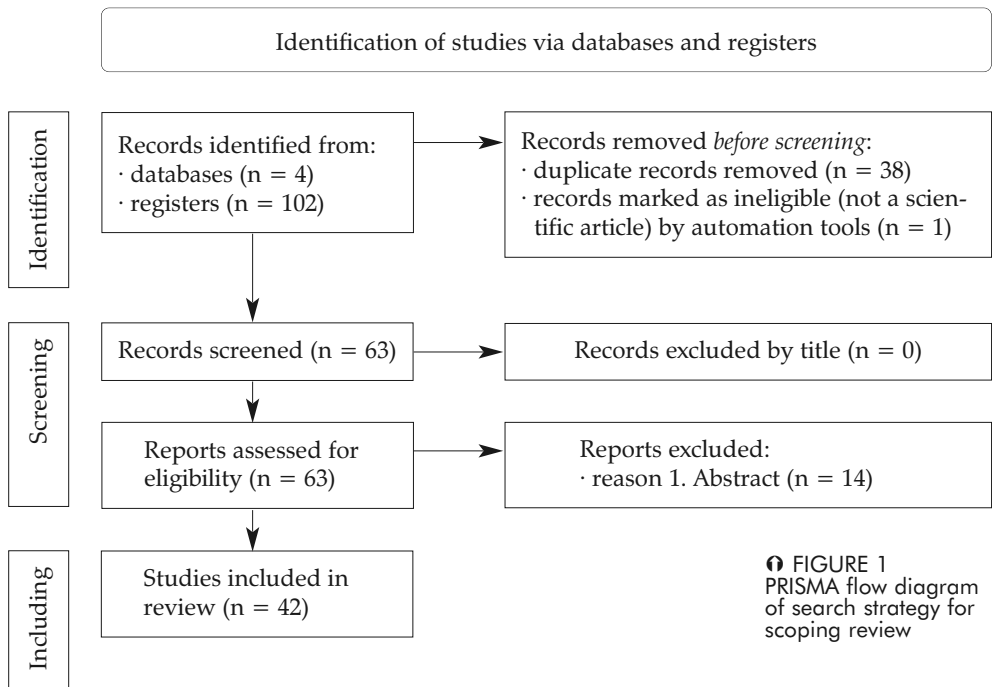 Identification of studies via databases and registers
Identification
Records identified from:
· databases (n = 4)
· registers (n = 102)
Records removed before screening:
· duplicate records removed (n = 38)
· records marked as ineligible (not a scien-
tific article) by automation tools (n = 1)
Screening
Records screened (n = 63)
Records excluded by title (n = 0)
Reports assessed for
eligibility (n = 63)
Reports excluded:
· reason 1. Abstract (n = 14)
Including
Studies included in
review (n = 42)
FIGURE 1
PRISMA flow diagram
of search strategy for
scoping review